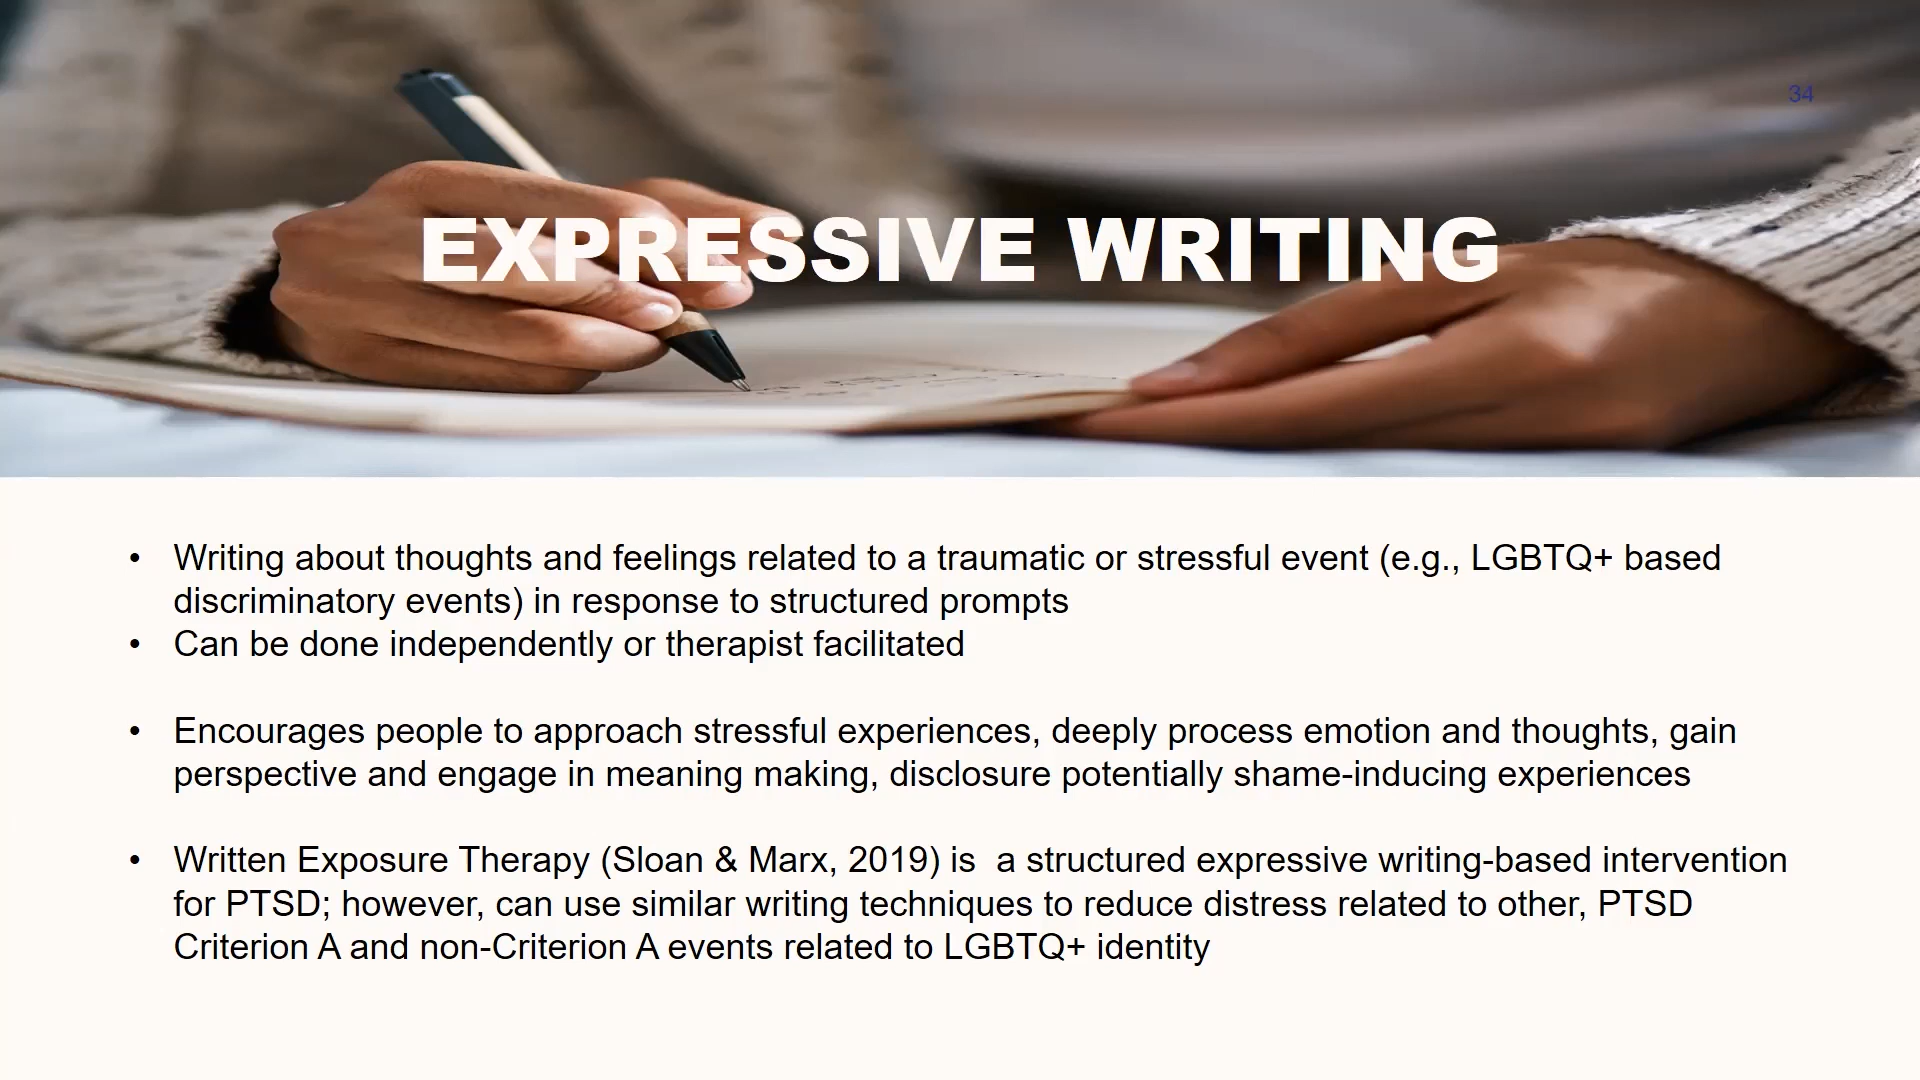 34
EXPRESSIVE WRITING
• Writing about thoughts and feelings related to a traumatic or stressful event (e.g., LGBTQ+ based
discriminatory events) in response to structured prompts
• Can be done independently or therapist facilitated
• Encourages people to approach stressful experiences, deeply process emotion and thoughts, gain
perspective and engage in meaning making, disclosure potentially shame-inducing experiences
• Written Exposure Therapy (Sloan & Marx, 2019) is  a structured expressive writing-based intervention
for PTSD; however, can use similar writing techniques to reduce distress related to other, PTSD
Criterion A and non-Criterion A events related to LGBTQ+ identity